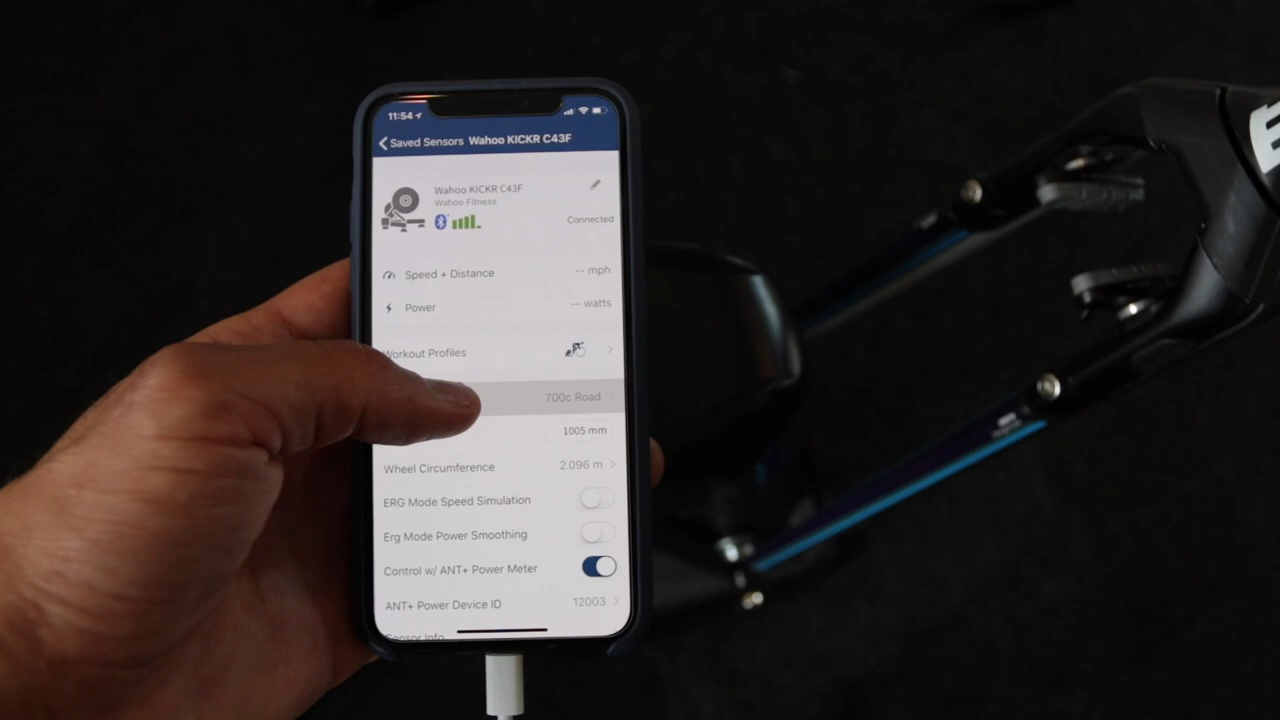 11:54
Saved Sensors Wahoo KICKR C43F
Wahoo KICKR C43F
Wahoo Fitness
Connected
Speed + Distance -- mph
Power -- watts
Workout Profiles
700c Road
1005 mm
Wheel Circumference 2.096 m
ERG Mode Speed Simulation
Erg Mode Power Smoothing
Control w/ ANT+ Power Meter
ANT+ Power Device ID 12003
Sensor Info